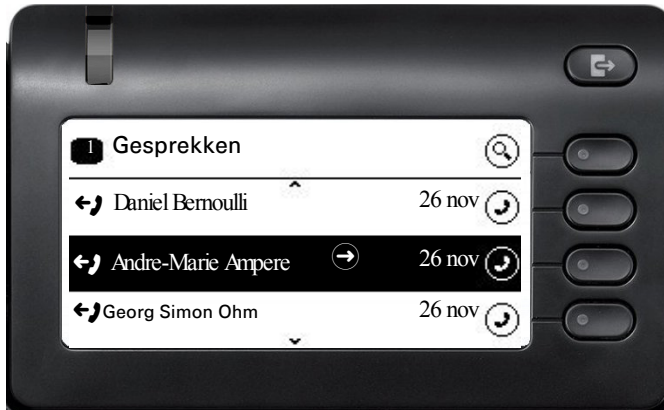 1 Gesprekken
Daniel Bernoulli 26 nov
Andre-Marie Ampere 26 nov
Georg Simon Ohm 26 nov